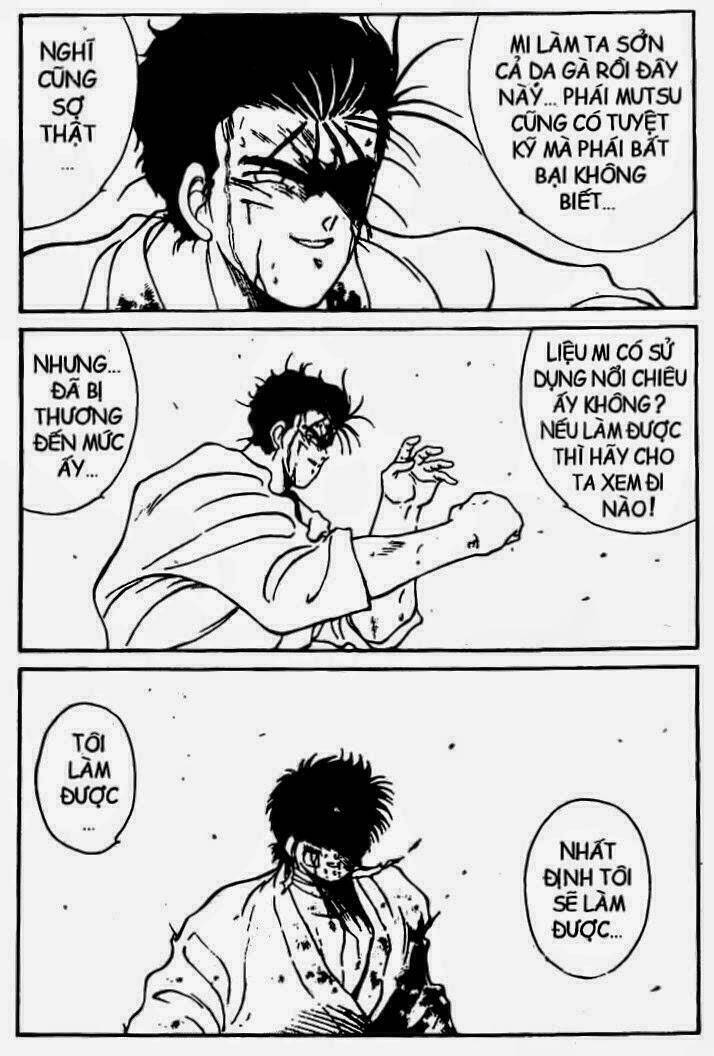 MI LÀM TA SỞN
CẢ DA GÀ RỒI ĐÂY
NÀY... PHÁI MUTSU
CŨNG CÓ TUYỆT
KỸ MÀ PHÁI BẤT
BẠI KHÔNG
BIẾT...
NGHĨ
CŨNG
SỢ
THẬT
...
LIỆU MI CÓ SỬ
DỤNG NỔI CHIÊU
ẤY KHÔNG?
NẾU LÀM ĐƯỢC
THÌ HÃY CHO
TA XEM ĐI
NÀO!
NHƯNG...
ĐÃ BỊ
THƯƠNG
ĐẾN MỨC
ẤY...
TÔI
LÀM
ĐƯỢC
...
NHẤT
ĐỊNH TÔI
SẼ LÀM
ĐƯỢC...